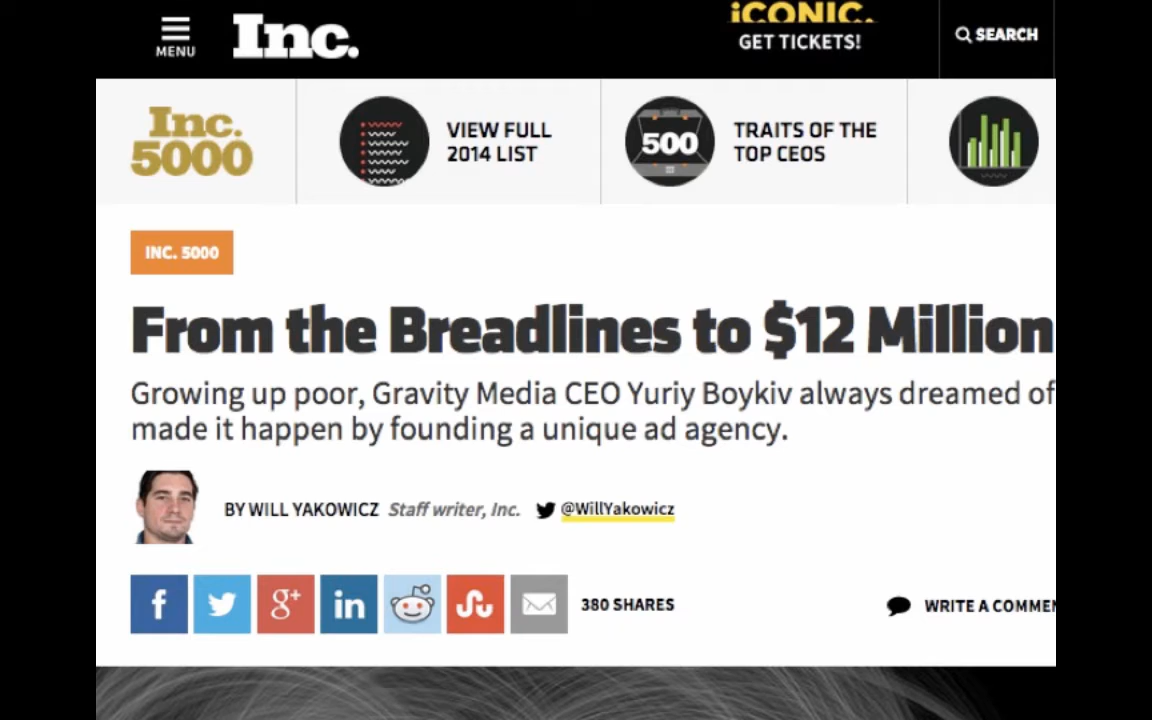 iCONIC.
MENU
Inc.
GET TICKETS!
SEARCH
Inc.
5000
VIEW FULL
2014 LIST
500
TRAITS OF THE
TOP CEOS
INC. 5000
From the Breadlines to $12 Million
Growing up poor, Gravity Media CEO Yuriy Boykiv always dreamed of
made it happen by founding a unique ad agency.
BY WILL YAKOWICZ Staff writer, Inc. @WillYakowicz
f g+ in 380 SHARES
WRITE A COMMEN